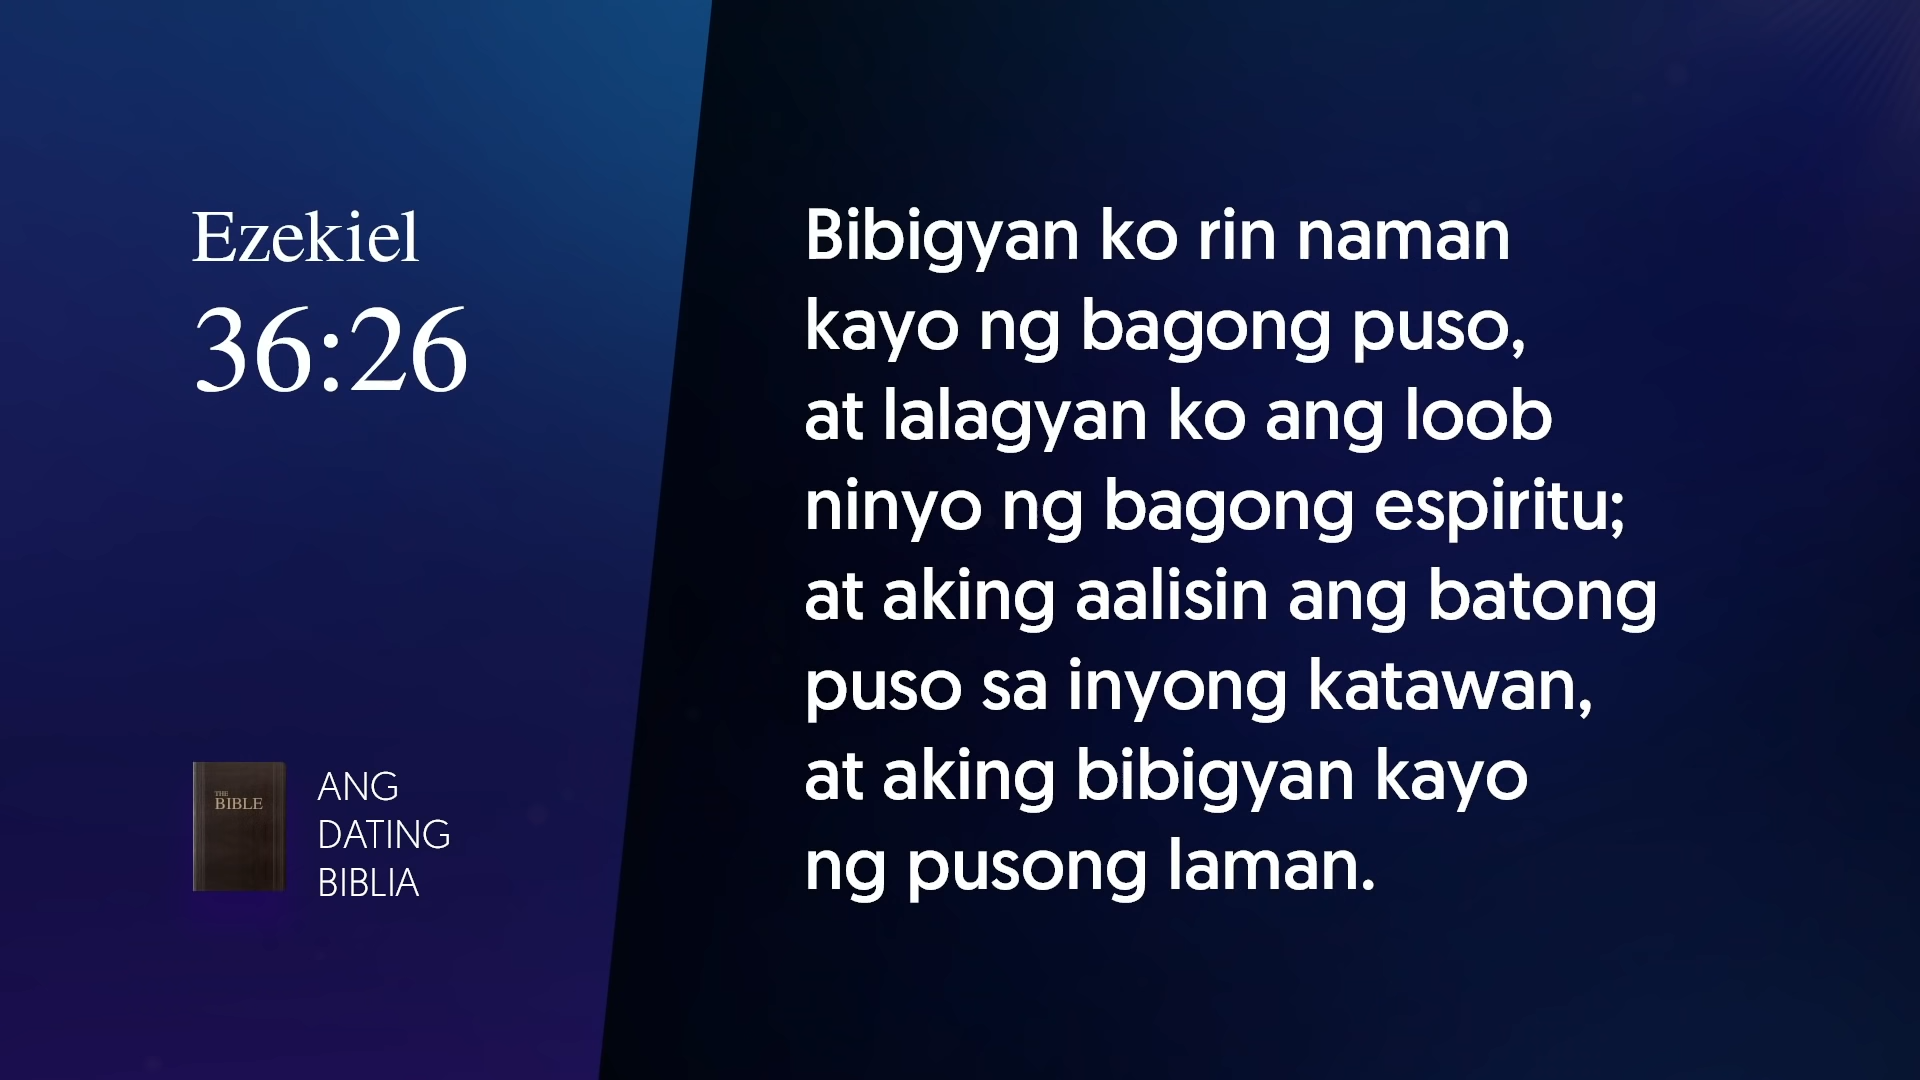 Ezekiel
36:26
Bibigyan ko rin naman
kayo ng bagong puso,
at lalagyan ko ang loob
ninyo ng bagong espiritu;
at aking aalisin ang batong
puso sa inyong katawan,
at aking bibigyan kayo
ng pusong laman.
THE
BIBLE
ANG
DATING
BIBLIA